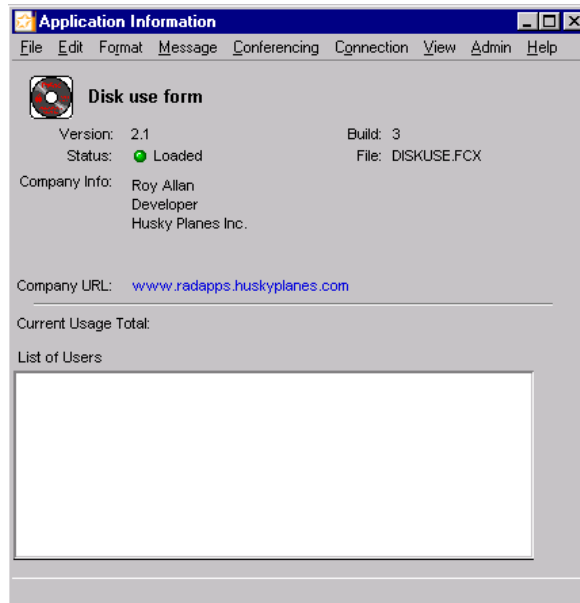 Application Information
File Edit Format Message Conferencing Connection View Admin Help
Disk use form
Version: 2.1 Build: 3
Status: Loaded File: DISKUSE.FCX
Company Info: Roy Allan
Developer
Husky Planes Inc.
Company URL: www.radapps.huskyplanes.com
Current Usage Total:
List of Users